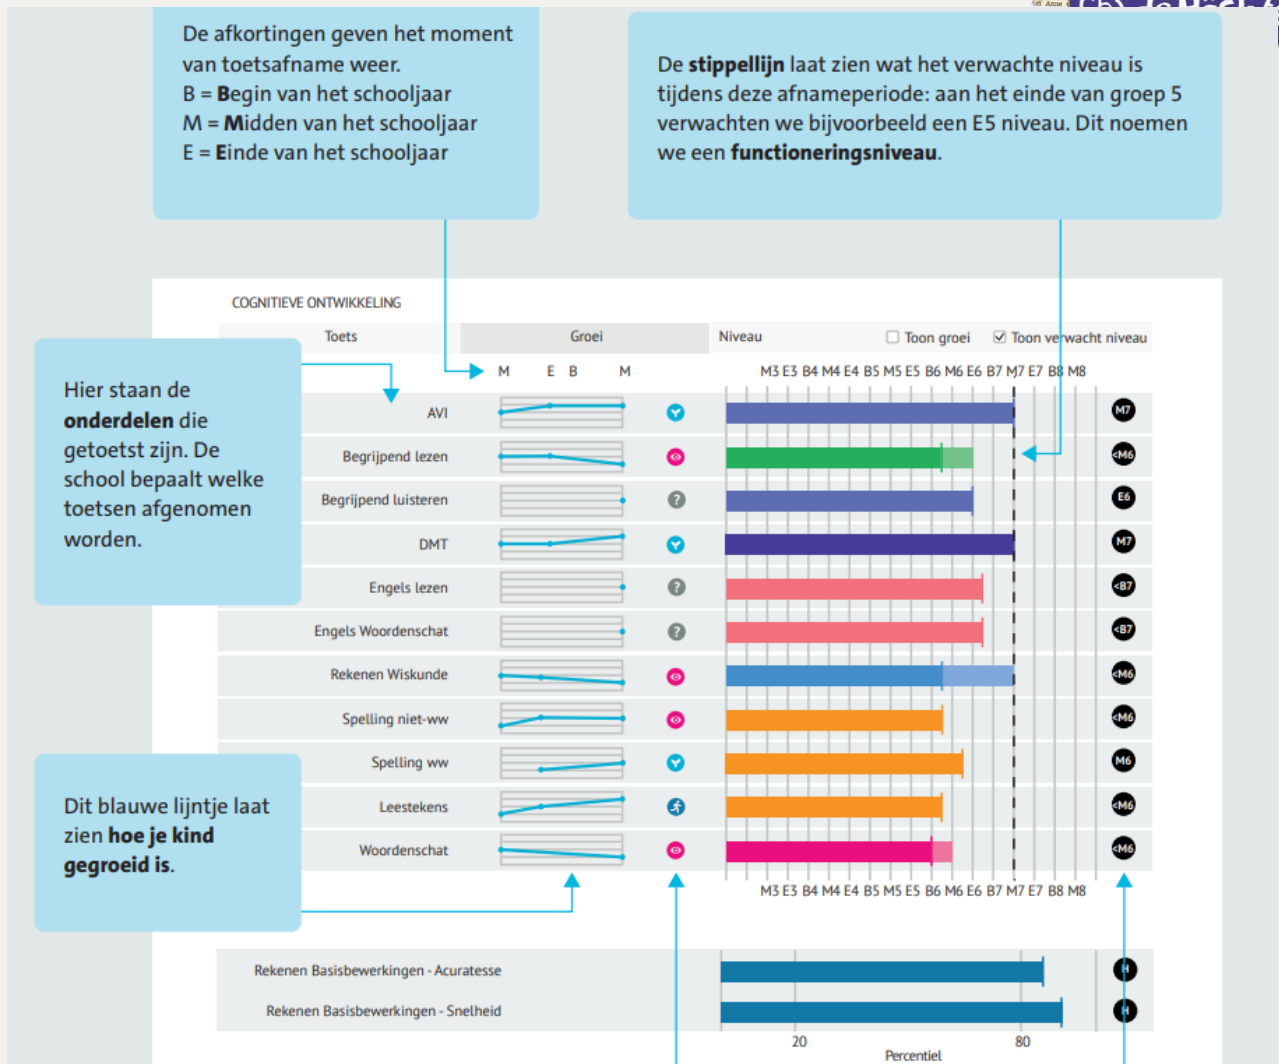 De afkortingen geven het moment
van toetsafname weer.
B = Begin van het schooljaar
M = Midden van het schooljaar
E = Einde van het schooljaar
De stippellijn laat zien wat het verwachte niveau is
tijdens deze afnameperiode: aan het einde van groep 5
verwachten we bijvoorbeeld een E5 niveau. Dit noemen
we een functioneringsniveau.
COGNITIEVE ONTWIKKELING
Toets Groei Niveau Toon groei Toon verwacht niveau
M E B M M3 E3 B4 M4 E4 B5 M5 E5 B6 M6 E6 B7 M7 E7 B8 M8
Hier staan de
onderdelen die
getoetst zijn. De
school bepaalt welke
toetsen afgenomen
worden.
AVI M7
Begrijpend lezen <M6
Begrijpend luisteren ? E6
DMT M7
Engels lezen ? <B7
Engels Woordenschat ? <B7
Rekenen Wiskunde <M6
Spelling niet-ww <M6
Spelling ww M6
Leestekens <M6
Woordenschat <M6
Dit blauwe lijntje laat
zien hoe je kind
gegroeid is.
M3 E3 B4 M4 E4 B5 M5 E5 B6 M6 E6 B7 M7 E7 B8 M8
Rekenen Basisbewerkingen - Acuratesse H
Rekenen Basisbewerkingen - Snelheid H
20 80
Percentiel